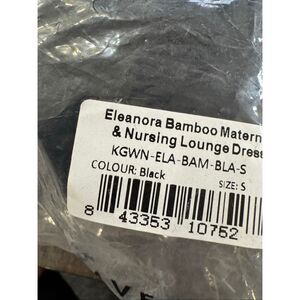 Eleanora Bamboo Matern
& Nursing Lounge Dress
KGWN-ELA-BAM-BLA-S
COLOUR: Black
SIZE: S
8 43353 10752